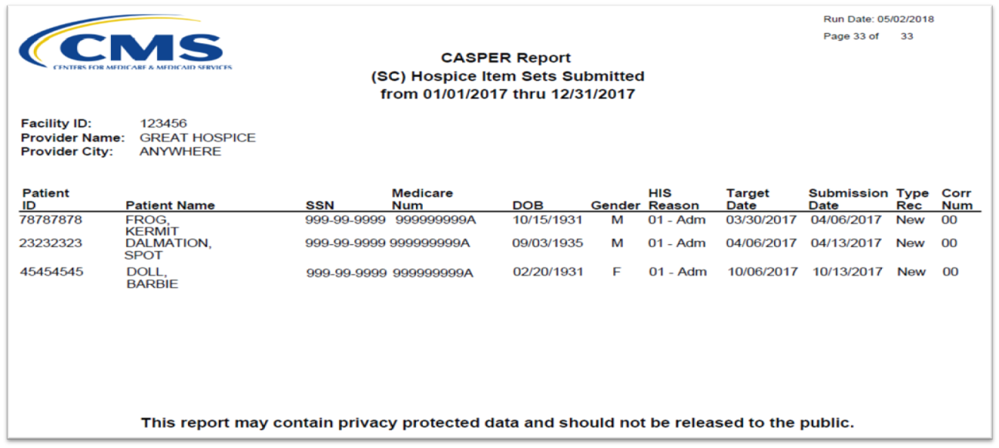 Run Date: 05/02/2018
CMS
CENTERS FOR MEDICARE & MEDICAID SERVICES
Page 33 of 33
CASPER Report
(SC) Hospice Item Sets Submitted
from 01/01/2017 thru 12/31/2017
Facility ID: 123456
Provider Name: GREAT HOSPICE
Provider City: ANYWHERE
Patient Medicare HIS Target Submission Type Corr
ID Patient Name SSN Num DOB Gender Reason Date Date Rec Num
78787878 FROG, 999-99-9999 999999999A 10/15/1931 M 01 - Adm 03/30/2017 04/06/2017 New 00
KERMIT
23232323 DALMATION, 999-99-9999 999999999A 09/03/1935 M 01 - Adm 04/06/2017 04/13/2017 New 00
SPOT
45454545 DOLL, 999-99-9999 999999999A 02/20/1931 F 01 - Adm 10/06/2017 10/13/2017 New 00
BARBIE
This report may contain privacy protected data and should not be released to the public.